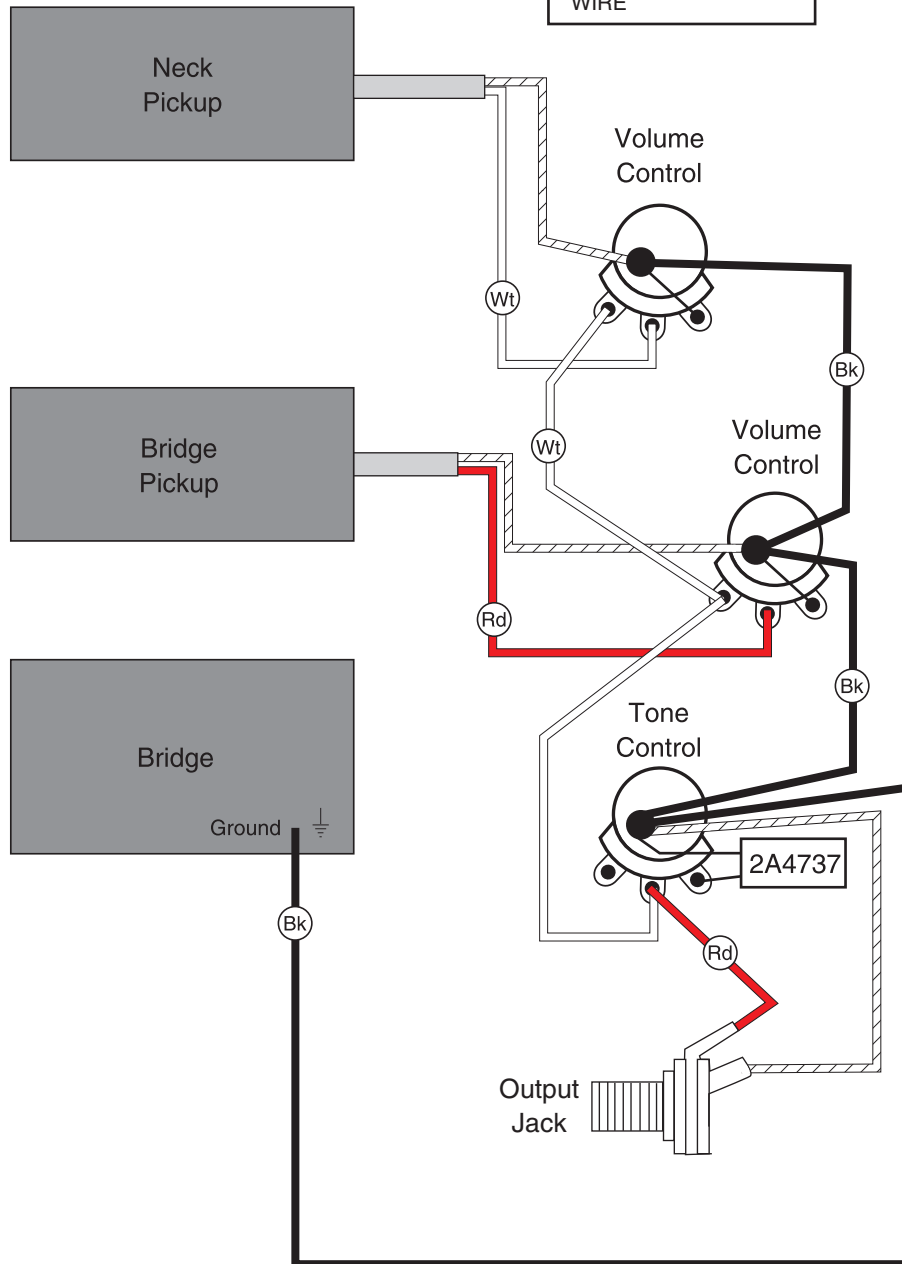 WIRE
Neck
Pickup
Volume
Control
Wt
Bk
Wt
Volume
Control
Bridge
Pickup
Rd
Bk
Tone
Control
Bridge
Ground
2A4737
Bk
Rd
Output
Jack